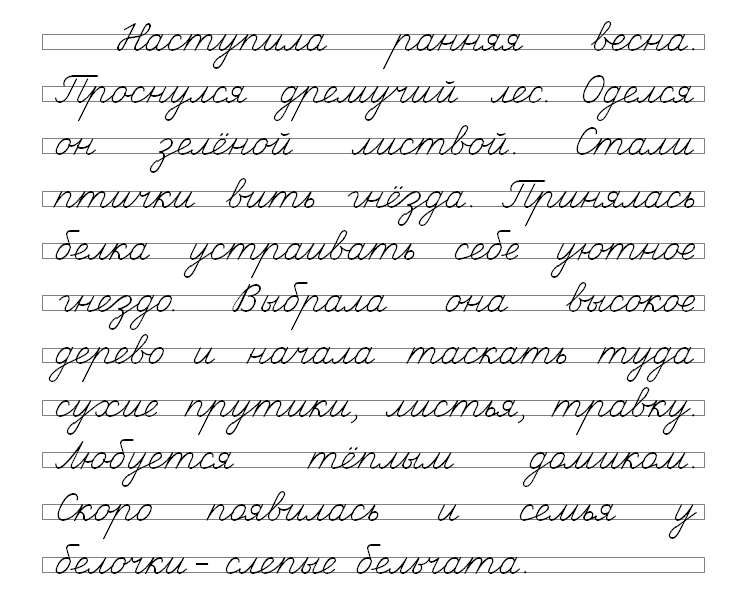 Наступила ранняя весна.
Проснулся дремучий лес. Оделся
он зелёной листвой. Стали
птички вить гнёзда. Принялась
белка устраивать себе уютное
гнездо. Выбрала она высокое
дерево и начала таскать туда
сухие прутики, листья, травку.
Любуется тёплым домиком.
Скоро появилась и семья у
белочки- слепые бельчата.